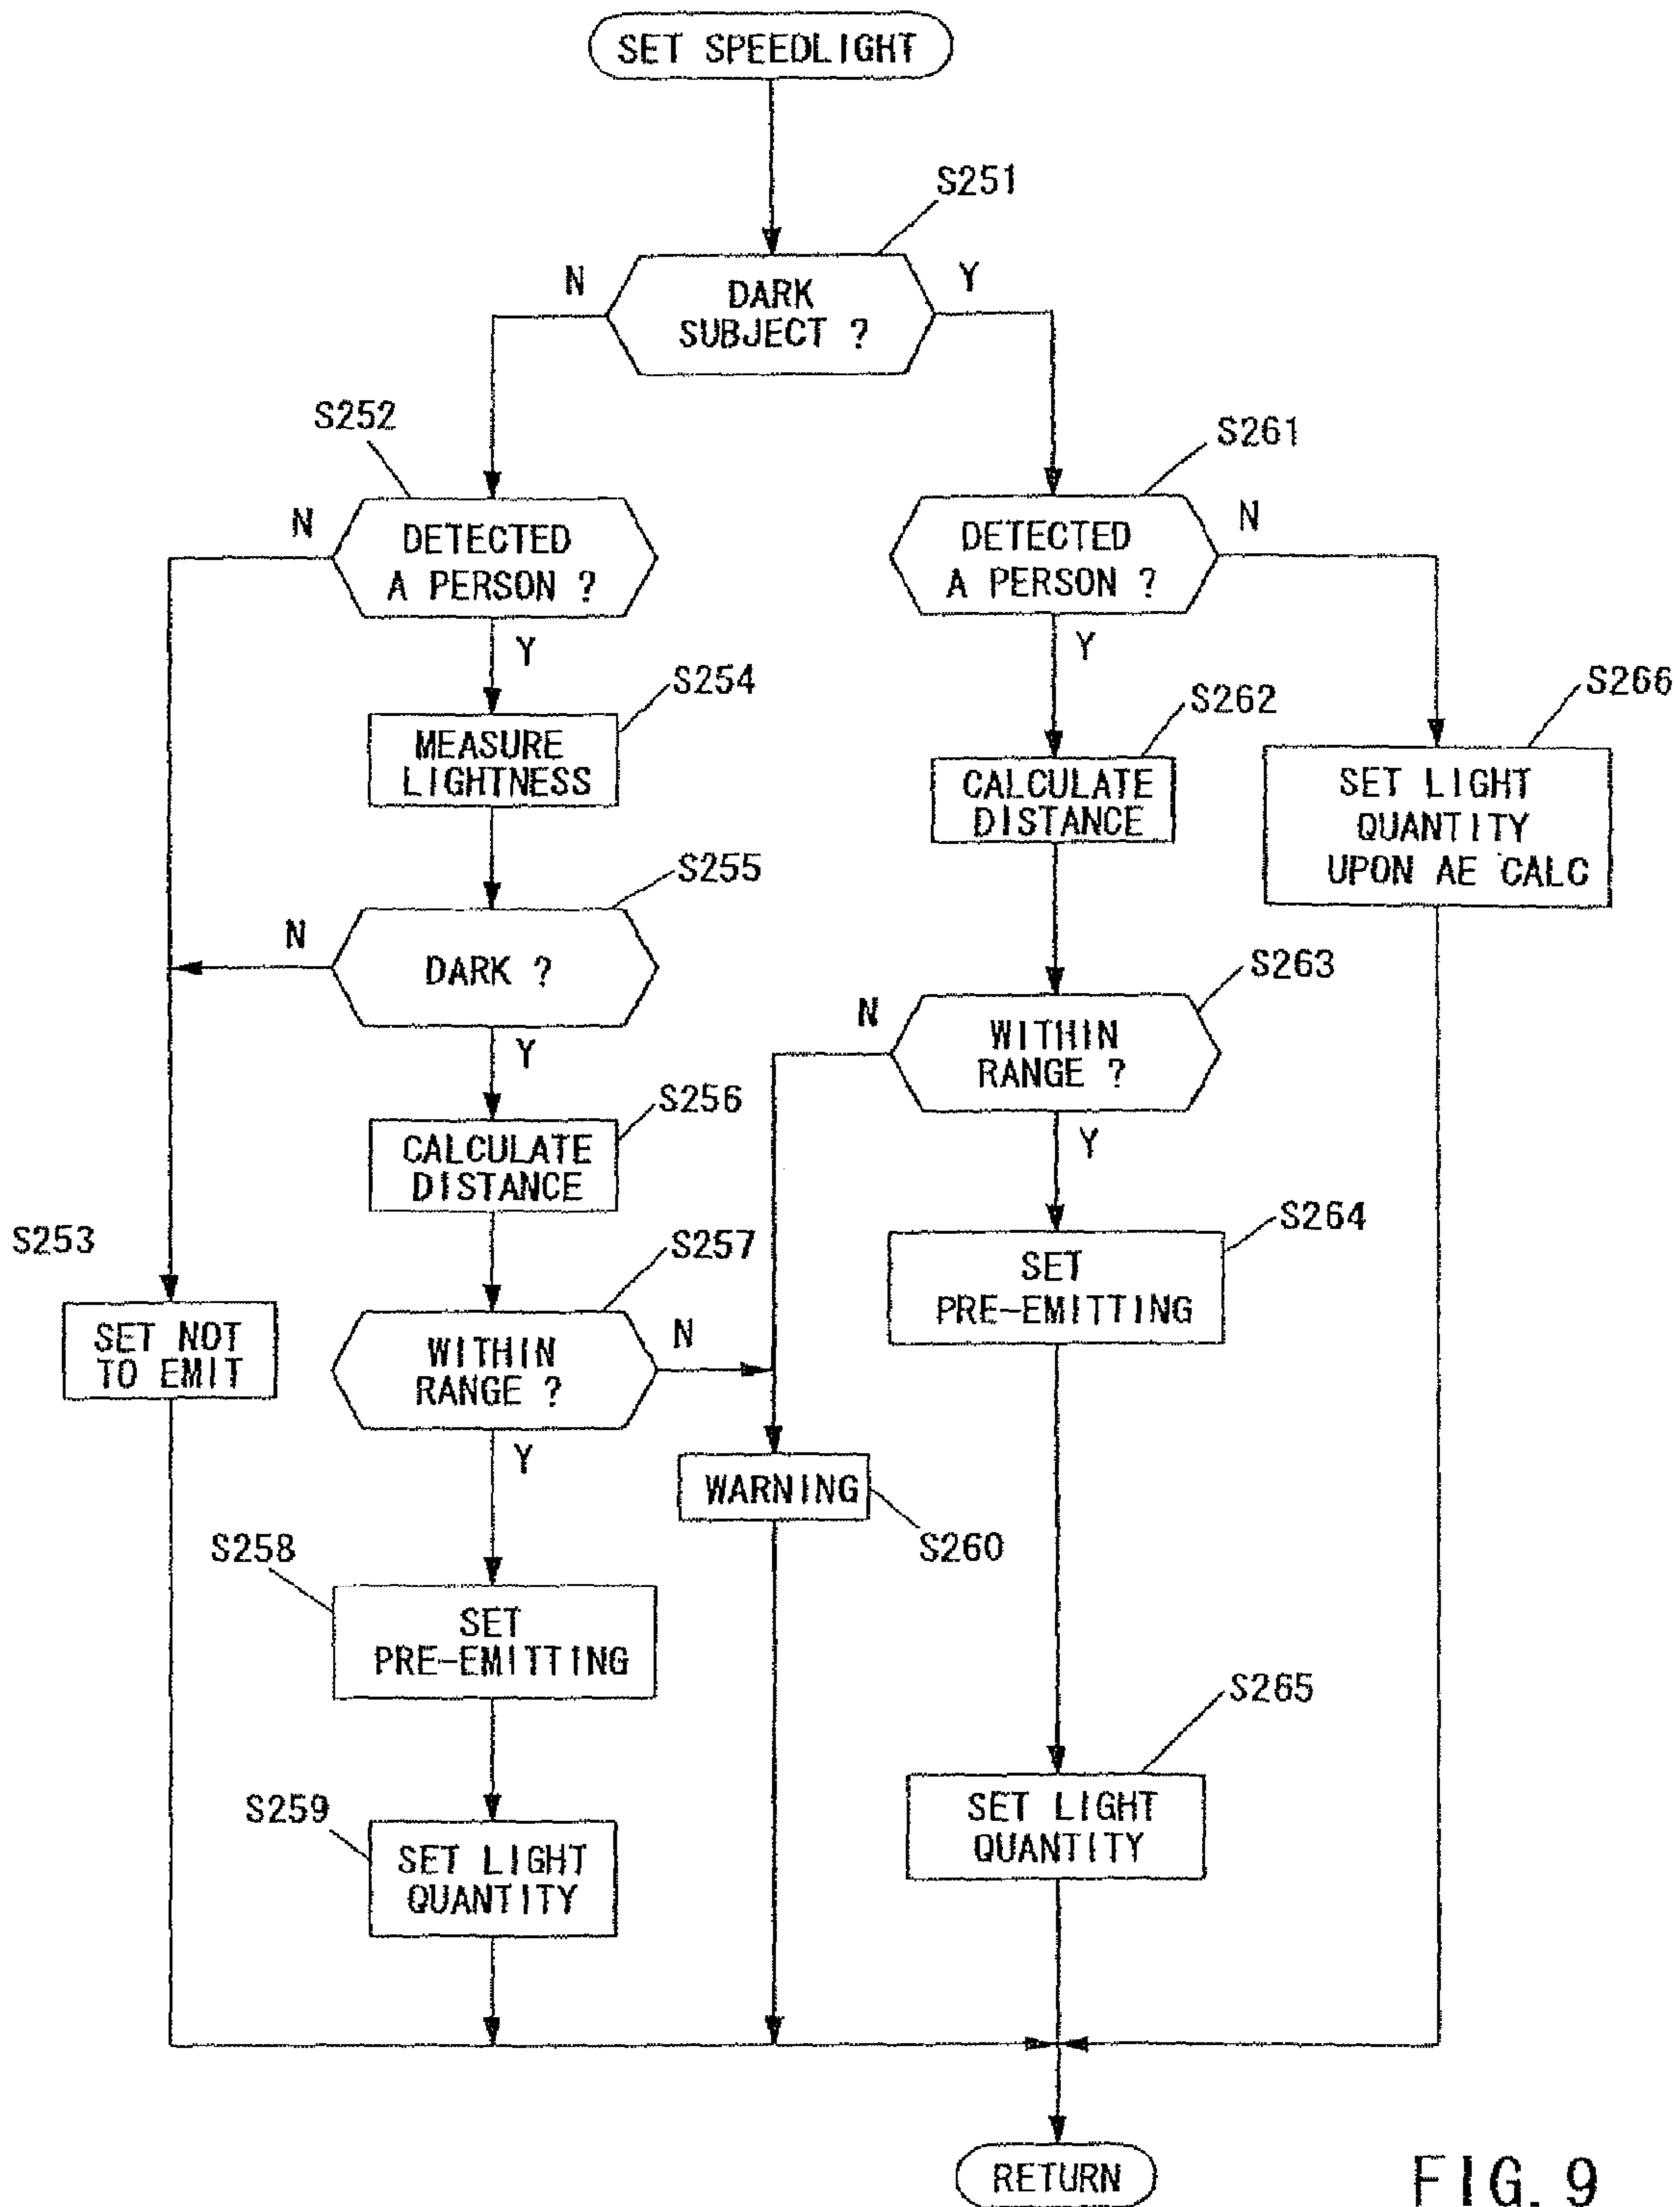 SET SPEEDLIGHT
S251
N
Y
DARK
SUBJECT ?
S252
S261
N
DETECTED
A PERSON ?
Y
DETECTED
A PERSON ?
N
Y
S254
MEASURE
LIGHTNESS
S262
CALCULATE
DISTANCE
S266
SET LIGHT
QUANTITY
UPON AE CALC
S255
N
DARK ?
Y
S263
N
WITHIN
RANGE ?
Y
S256
CALCULATE
DISTANCE
S253
SET NOT
TO EMIT
S257
WITHIN
RANGE ?
N
Y
S264
SET
PRE-EMITTING
WARNING
S260
S258
SET
PRE-EMITTING
S265
SET LIGHT
QUANTITY
S259
SET LIGHT
QUANTITY
RETURN
FIG. 9